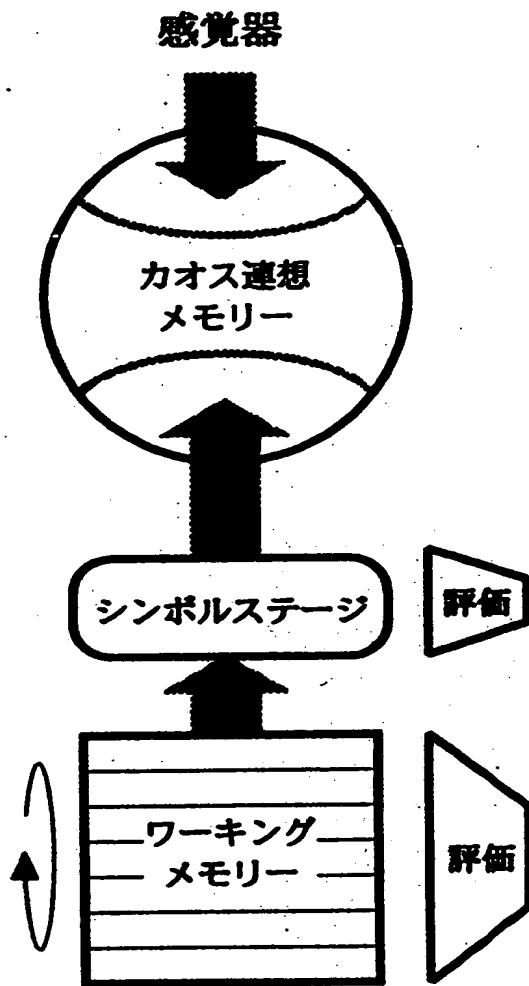 感覚器
カオス連想
メモリー
シンボルステージ
評価
ワーキング
メモリー
評価